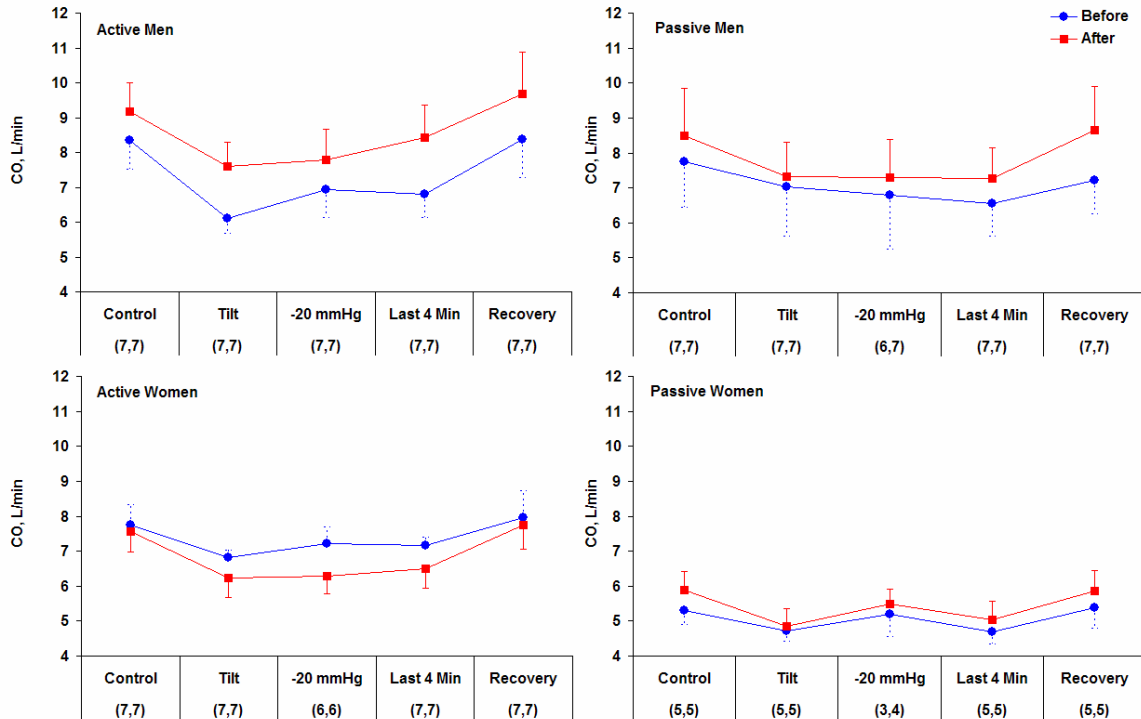 12
Active Men
11
10
9
8
7
6
5
4
CO, L/min
Control Tilt -20 mmHg Last 4 Min Recovery
(7,7) (7,7) (7,7) (7,7) (7,7)
12
Passive Men
Before
After
11
10
9
8
7
6
5
4
CO, L/min
Control Tilt -20 mmHg Last 4 Min Recovery
(7,7) (7,7) (6,7) (7,7) (7,7)
12
Active Women
11
10
9
8
7
6
5
4
CO, L/min
Control Tilt -20 mmHg Last 4 Min Recovery
(7,7) (7,7) (6,6) (7,7) (7,7)
12
Passive Women
11
10
9
8
7
6
5
4
CO, L/min
Control Tilt -20 mmHg Last 4 Min Recovery
(5,5) (5,5) (3,4) (5,5) (5,5)